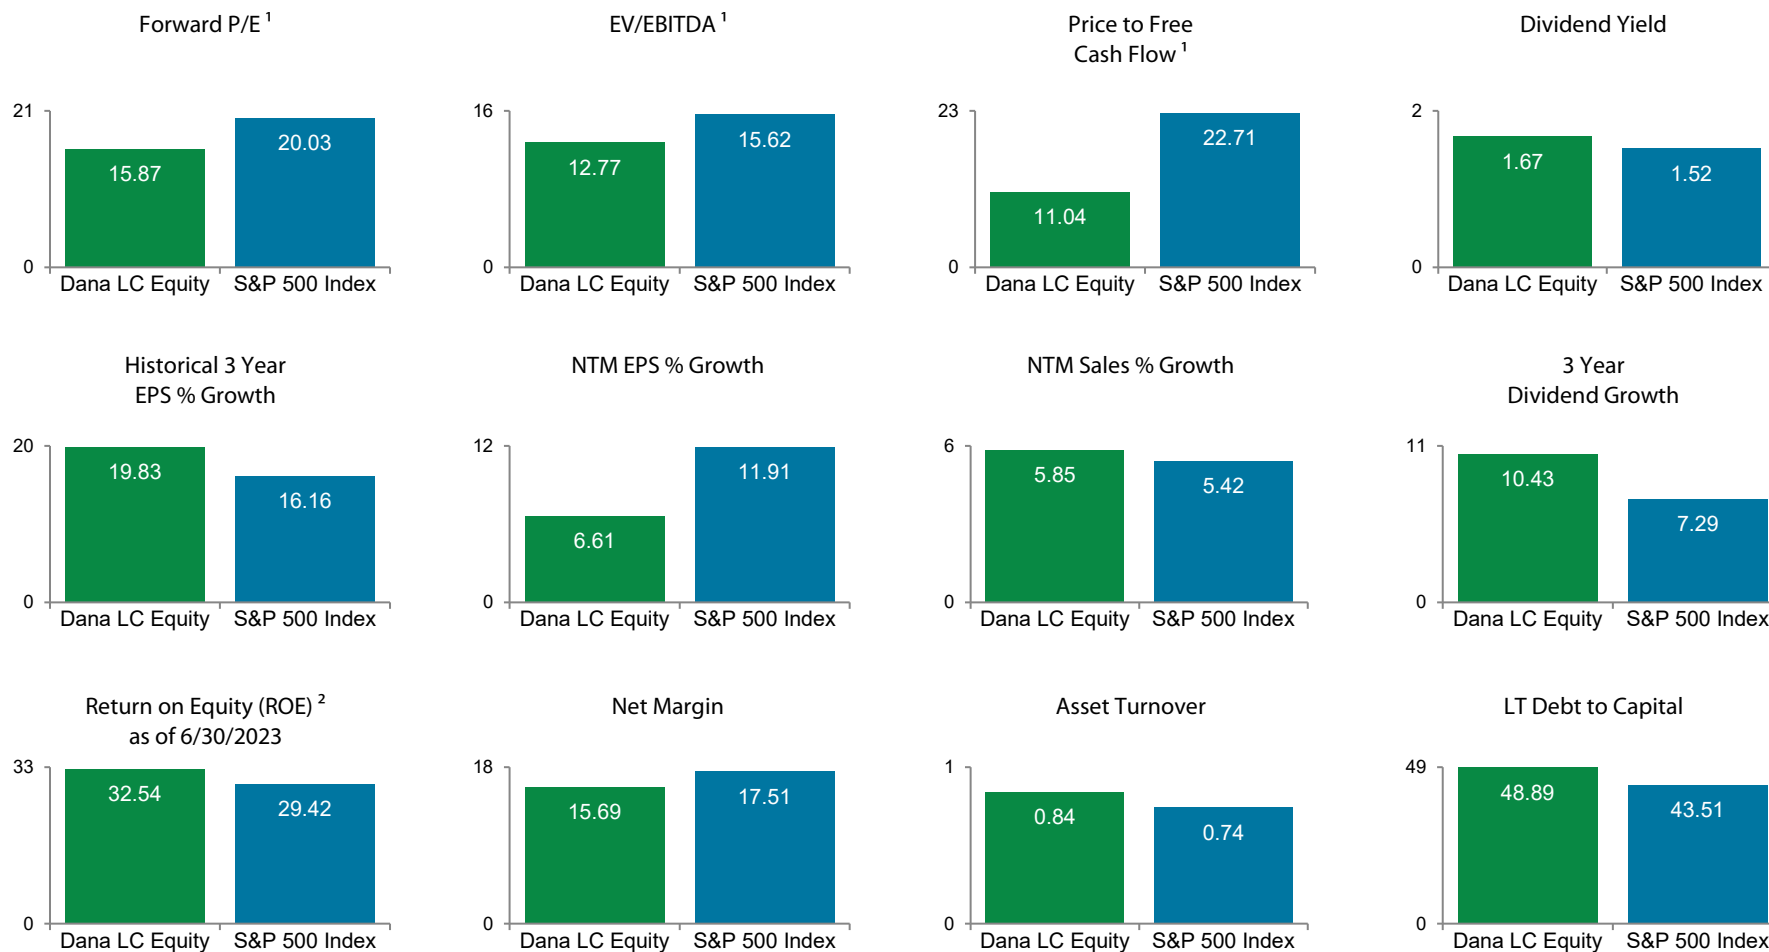 Forward P/E ¹
21
15.87
20.03
0
Dana LC Equity S&P 500 Index
EV/EBITDA ¹
16
12.77
15.62
0
Dana LC Equity S&P 500 Index
Price to Free
Cash Flow ¹
23
11.04
22.71
0
Dana LC Equity S&P 500 Index
Dividend Yield
2
1.67
1.52
0
Dana LC Equity S&P 500 Index
Historical 3 Year
EPS % Growth
20
19.83
16.16
0
Dana LC Equity S&P 500 Index
NTM EPS % Growth
12
6.61
11.91
0
Dana LC Equity S&P 500 Index
NTM Sales % Growth
6
5.85
5.42
0
Dana LC Equity S&P 500 Index
3 Year
Dividend Growth
11
10.43
7.29
0
Dana LC Equity S&P 500 Index
Return on Equity (ROE) ²
as of 6/30/2023
33
32.54
29.42
0
Dana LC Equity S&P 500 Index
Net Margin
18
15.69
17.51
0
Dana LC Equity S&P 500 Index
Asset Turnover
1
0.84
0.74
0
Dana LC Equity S&P 500 Index
LT Debt to Capital
49
48.89
43.51
0
Dana LC Equity S&P 500 Index